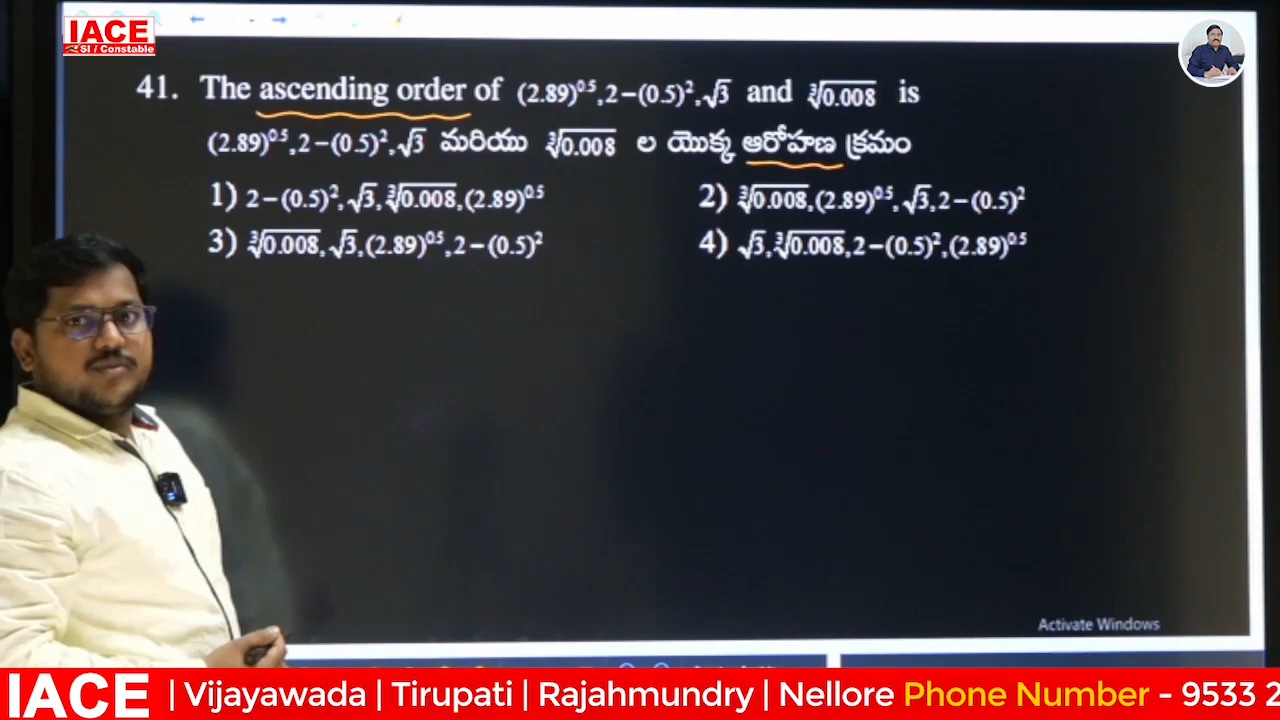 IACE
SI / Constable
41. The ascending order of (2.89)^0.5, 2−(0.5)², √3 and ∛0.008 is
(2.89)^0.5, 2−(0.5)², √3 మరియు ∛0.008 ల యొక్క ఆరోహణ క్రమం
1) 2−(0.5)², √3, ∛0.008, (2.89)^0.5
2) ∛0.008, (2.89)^0.5, √3, 2−(0.5)²
3) ∛0.008, √3, (2.89)^0.5, 2−(0.5)²
4) √3, ∛0.008, 2−(0.5)², (2.89)^0.5
Activate Windows
IACE | Vijayawada | Tirupati | Rajahmundry | Nellore Phone Number - 9533 2